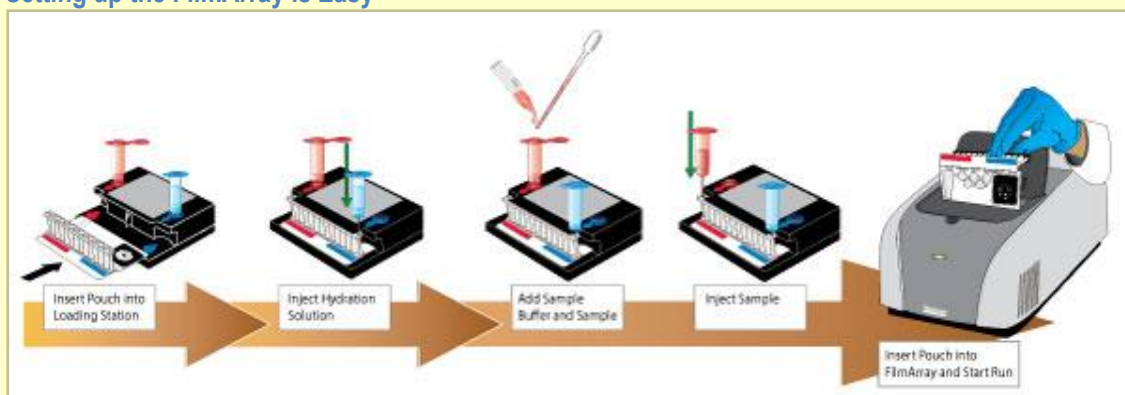 Setting up the FilmArray is Easy
Insert Pouch into
Loading Station
Inject Hydration
Solution
Add Sample
Buffer and Sample
Inject Sample
Insert Pouch into
FilmArray and Start Run